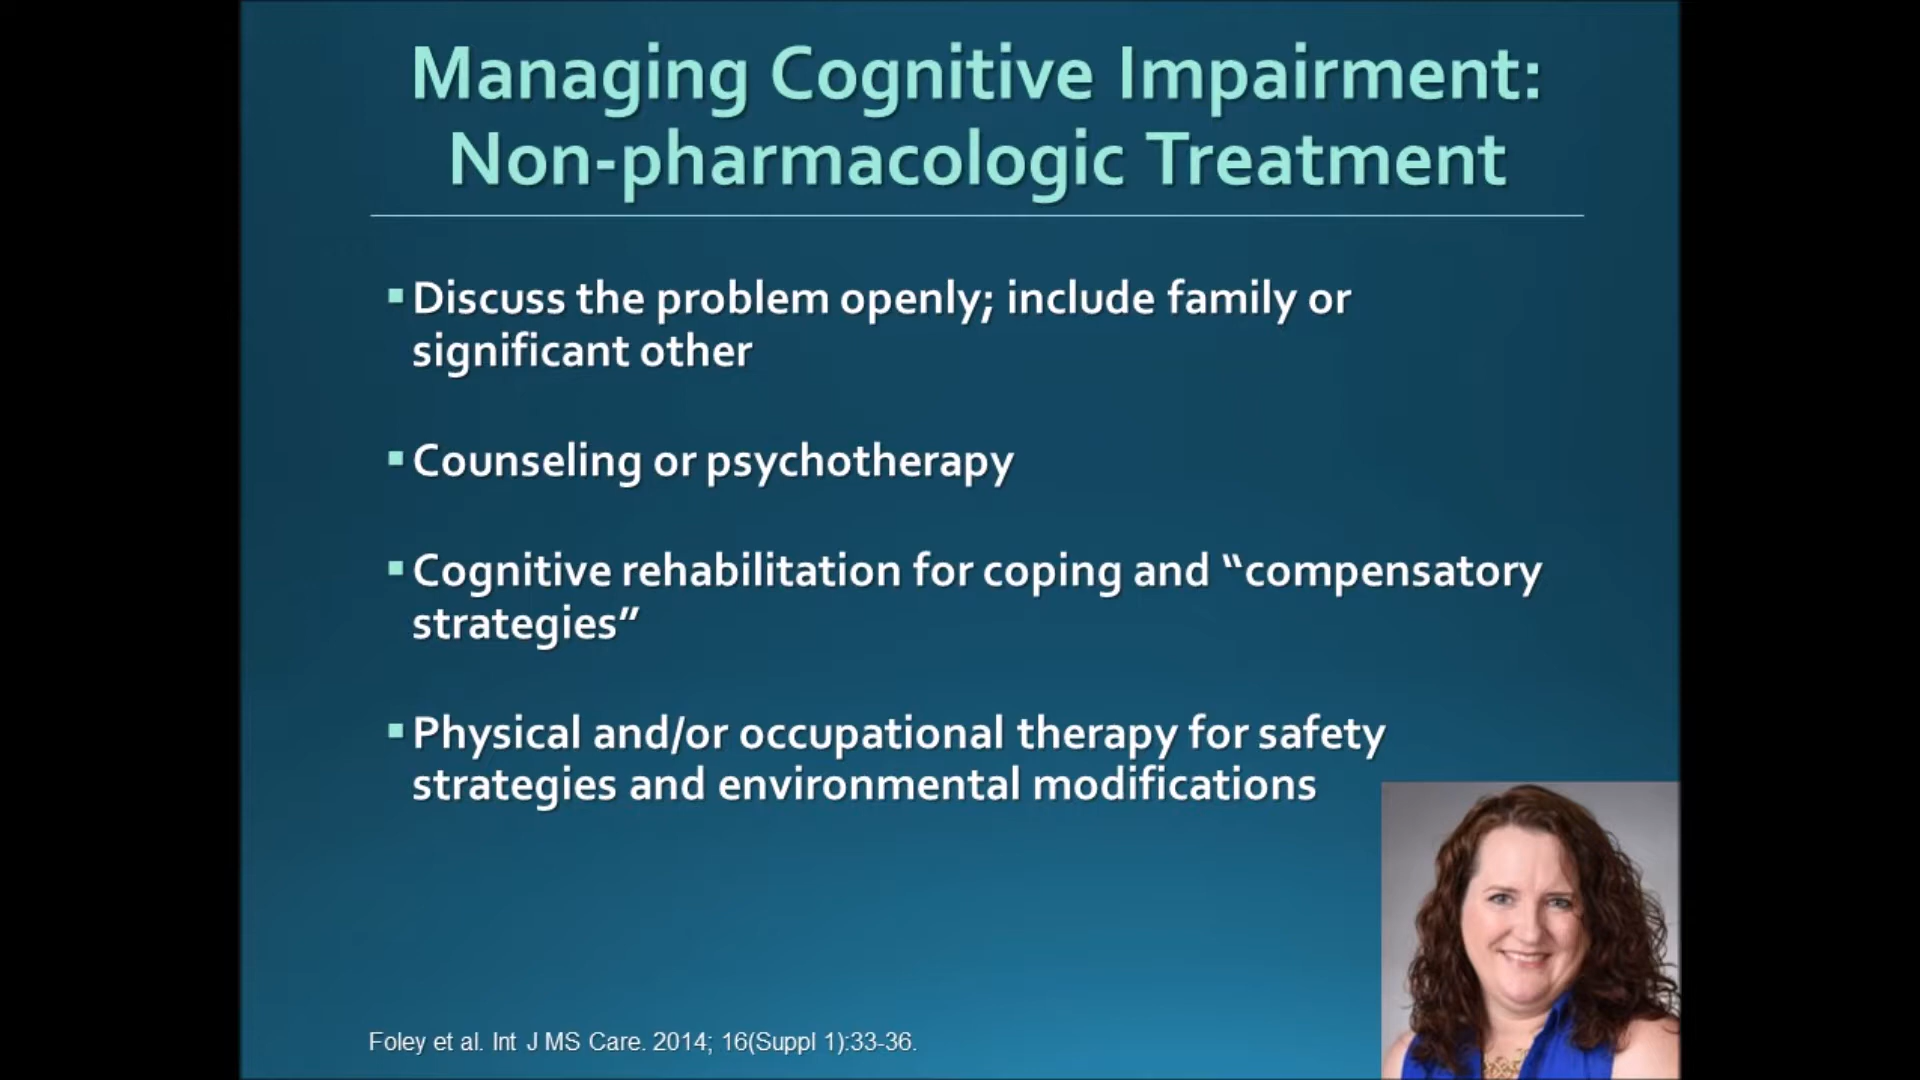 Managing Cognitive Impairment:
Non-pharmacologic Treatment
▪Discuss the problem openly; include family or
significant other
▪Counseling or psychotherapy
▪Cognitive rehabilitation for coping and “compensatory
strategies”
▪Physical and/or occupational therapy for safety
strategies and environmental modifications
Foley et al. Int J MS Care. 2014; 16(Suppl 1):33-36.